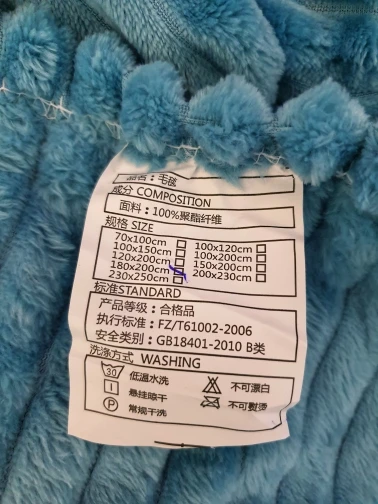 品名：毛毯
成分 COMPOSITION
面料：100%聚酯纤维
规格 SIZE
70x100cm □ 100x120cm □
100x150cm □ 100x200cm □
120x200cm □ 150x200cm □
180x200cm □ 200x230cm □
230x250cm □
标准STANDARD
产品等级：合格品
执行标准：FZ/T61002-2006
安全类别：GB18401-2010 B类
洗涤方式 WASHING
30 低温水洗 不可漂白
悬挂晾干 不可熨烫
P 常规干洗